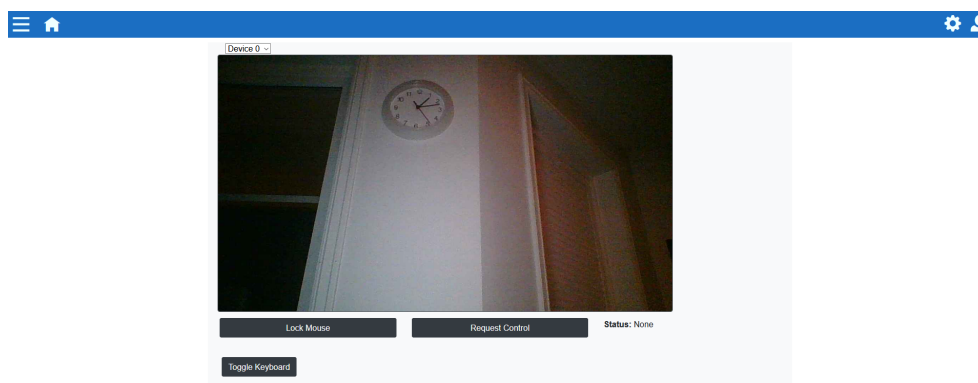 Device 0
Lock Mouse
Request Control
Status: None
Toggle Keyboard